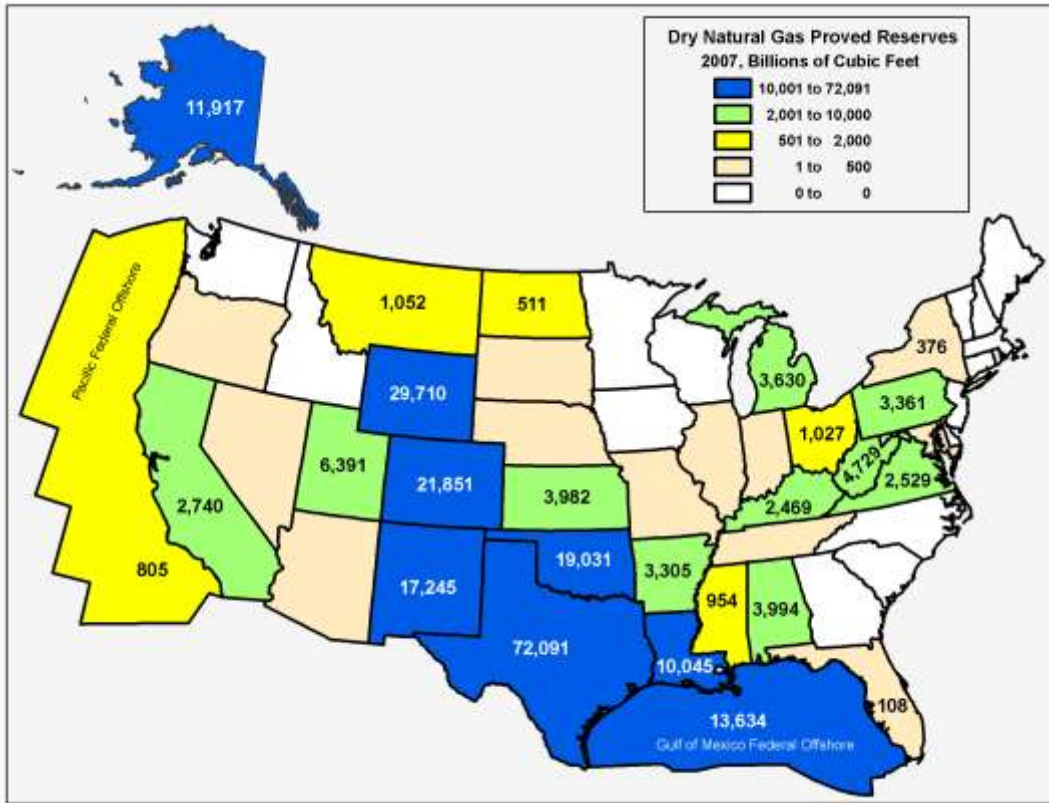 Dry Natural Gas Proved Reserves
2007, Billions of Cubic Feet
10,001 to 72,091
2,001 to 10,000
501 to 2,000
1 to 500
0 to 0
11,917
Pacific Federal Offshore
805
1,052
511
376
29,710
3,630
3,361
1,027
6,391
21,851
3,982
4,729
2,529
2,740
2,469
19,031
3,305
17,245
954
3,994
72,091
10,045
108
13,634
Gulf of Mexico Federal Offshore